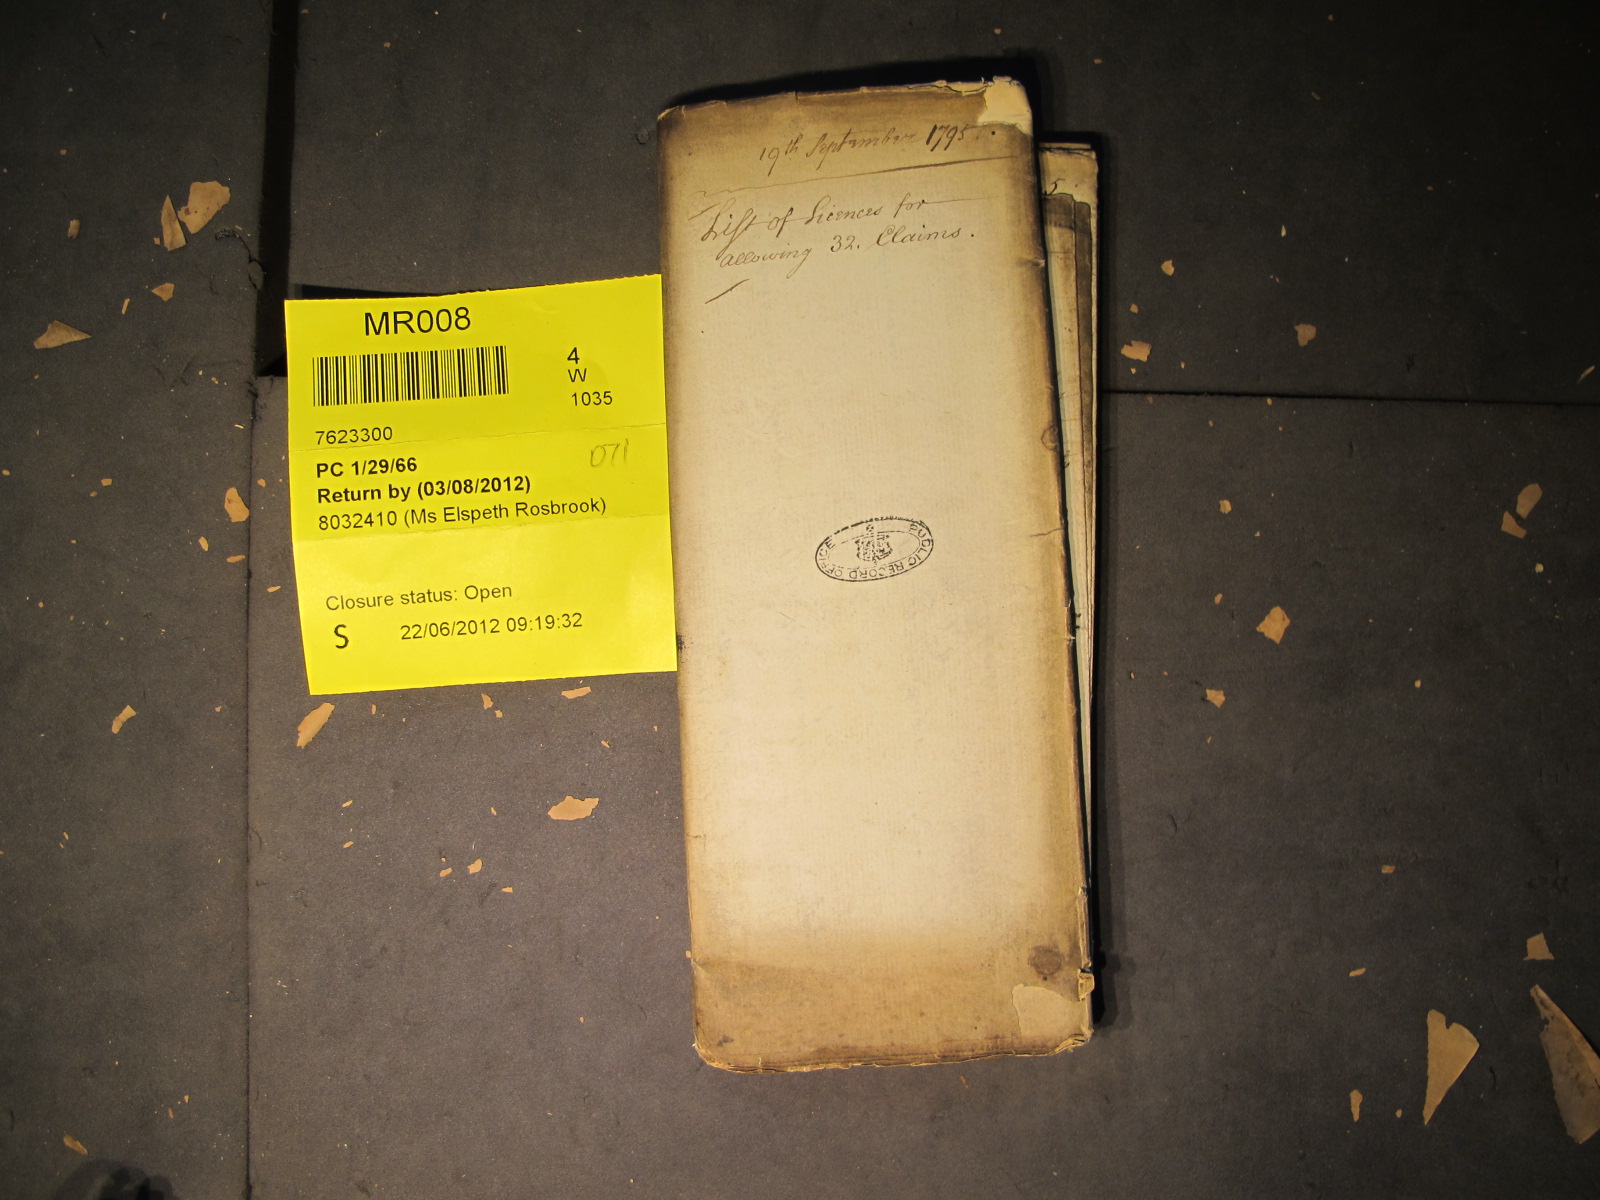 19th September 1795.
List of Licences for
allowing 32. Claims.
PUBLIC RECORD OFFICE
5
MR008
4
W
1035
7623300
071
PC 1/29/66
Return by (03/08/2012)
8032410 (Ms Elspeth Rosbrook)
Closure status: Open
S 22/06/2012 09:19:32